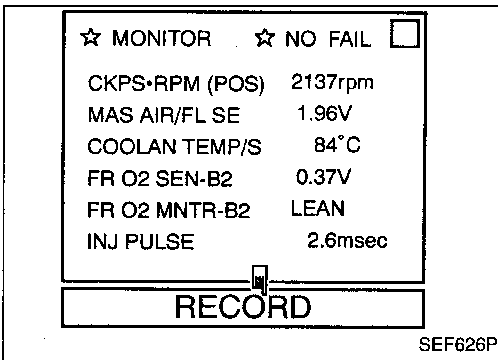 ☆ MONITOR ☆ NO FAIL
CKPS•RPM (POS) 2137rpm
MAS AIR/FL SE 1.96V
COOLAN TEMP/S 84°C
FR O2 SEN-B2 0.37V
FR O2 MNTR-B2 LEAN
INJ PULSE 2.6msec
RECORD
SEF626P